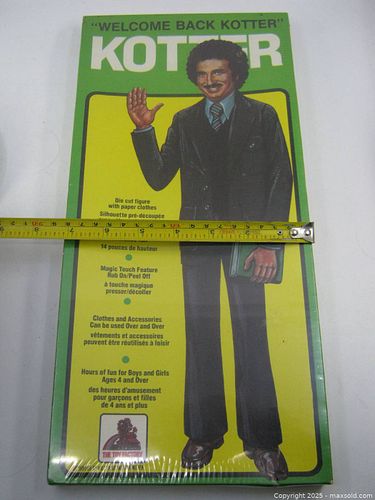 "WELCOME BACK KOTTER"
KOTTER
Die cut figure
with paper clothes
Silhouette pré-découpée
14 pouces de hauteur
Magic Touch Feature
Rub On/Peel Off
à touche magique
presser/décoller
Clothes and Accessories
Can be used Over and Over
vêtements et accessoires
peuvent être réutilisés à loisir
Hours of fun for Boys and Girls
Ages 4 and Over
des heures d'amusement
pour garçons et filles
de 4 ans et plus
THE TOY FACTORY
Copyright 2025 - maxsold.com